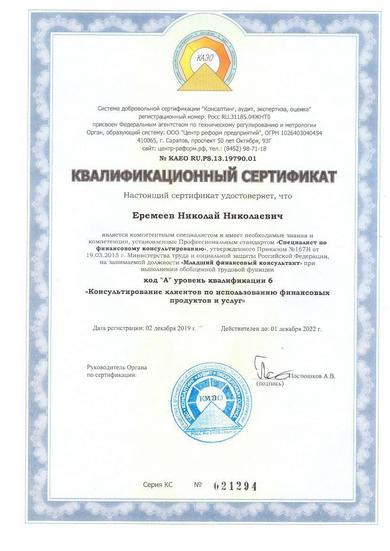 КАЭО
Система добровольной сертификации "Консалтинг, аудит, экспертиза, оценка"
регистрационный номер: Росс RU.31185.04ЖНТ0
присвоен Федеральным агентством по техническому регулированию и метрологии
Орган, образующий систему: ООО "Центр реформ предприятий", ОГРН 1026403040454
410065, г. Саратов, проспект 50 лет Октября, 93Г
сайт: центр-реформ.рф, тел.: (8452) 98-71-18
№ KAEO RU.PS.13.19790.01
КВАЛИФИКАЦИОННЫЙ СЕРТИФИКАТ
Настоящий сертификат удостоверяет, что
Еремеев Николай Николаевич
является компетентным специалистом и имеет необходимые знания и
компетенции, установленные Профессиональным стандартом «Специалист по
финансовому консультированию», утвержденного Приказом №167Н от
19.03.2015 г. Министерства труда и социальной защиты Российской Федерации,
на занимаемой должности «Младший финансовый консультант» при
выполнении обобщенной трудовой функции
код "А" уровень квалификации 6
«Консультирование клиентов по использованию финансовых
продуктов и услуг»
Дата регистрации: 02 декабря 2019 г. Действителен до: 01 декабря 2022 г.
Руководитель Органа
по сертификации:
Постюшков А.В.
(подпись)
КАЭО
Серия КС № 021294